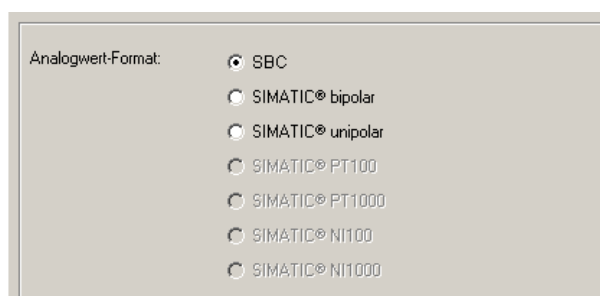 Analogwert-Format: SBC
SIMATIC® bipolar
SIMATIC® unipolar
SIMATIC® PT100
SIMATIC® PT1000
SIMATIC® NI100
SIMATIC® NI1000